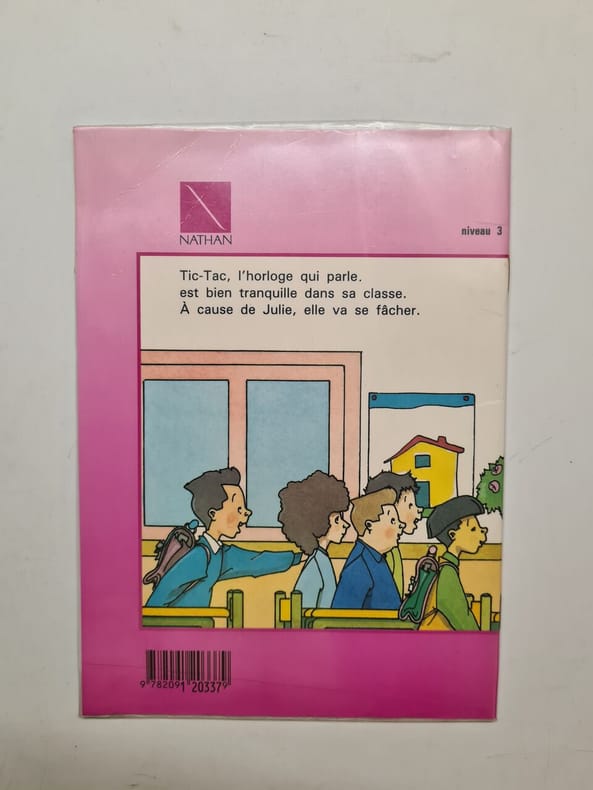 NATHAN
niveau 3
Tic-Tac, l'horloge qui parle.
est bien tranquille dans sa classe.
À cause de Julie, elle va se fâcher.
9 782091 203379